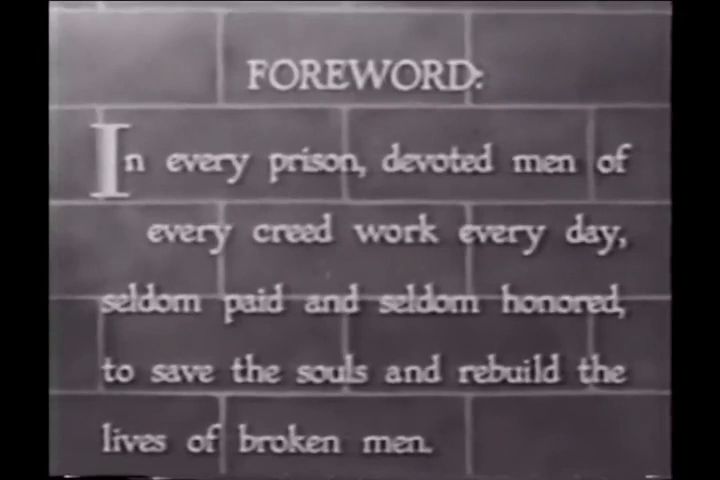 FOREWORD:
In every prison, devoted men of
every creed work every day,
seldom paid and seldom honored,
to save the souls and rebuild the
lives of broken men.